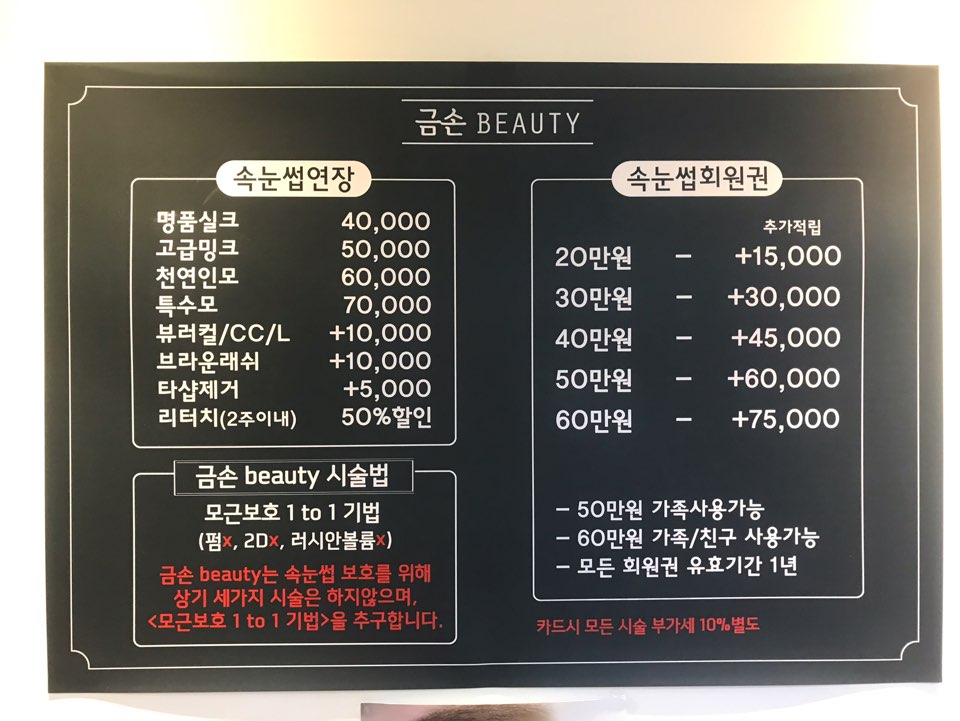 금손 BEAUTY
속눈썹연장
명품실크 40,000
고급밍크 50,000
천연인모 60,000
특수모 70,000
뷰러컬/CC/L +10,000
브라운래쉬 +10,000
타샵제거 +5,000
리터치(2주이내) 50%할인
금손 beauty 시술법
모근보호 1 to 1 기법
(펌x, 2Dx, 러시안볼륨x)
금손 beauty는 속눈썹 보호를 위해
상기 세가지 시술은 하지않으며,
<모근보호 1 to 1 기법>을 추구합니다.
속눈썹회원권
추가적립
20만원 – +15,000
30만원 – +30,000
40만원 – +45,000
50만원 – +60,000
60만원 – +75,000
– 50만원 가족사용가능
– 60만원 가족/친구 사용가능
– 모든 회원권 유효기간 1년
카드시 모든 시술 부가세 10%별도